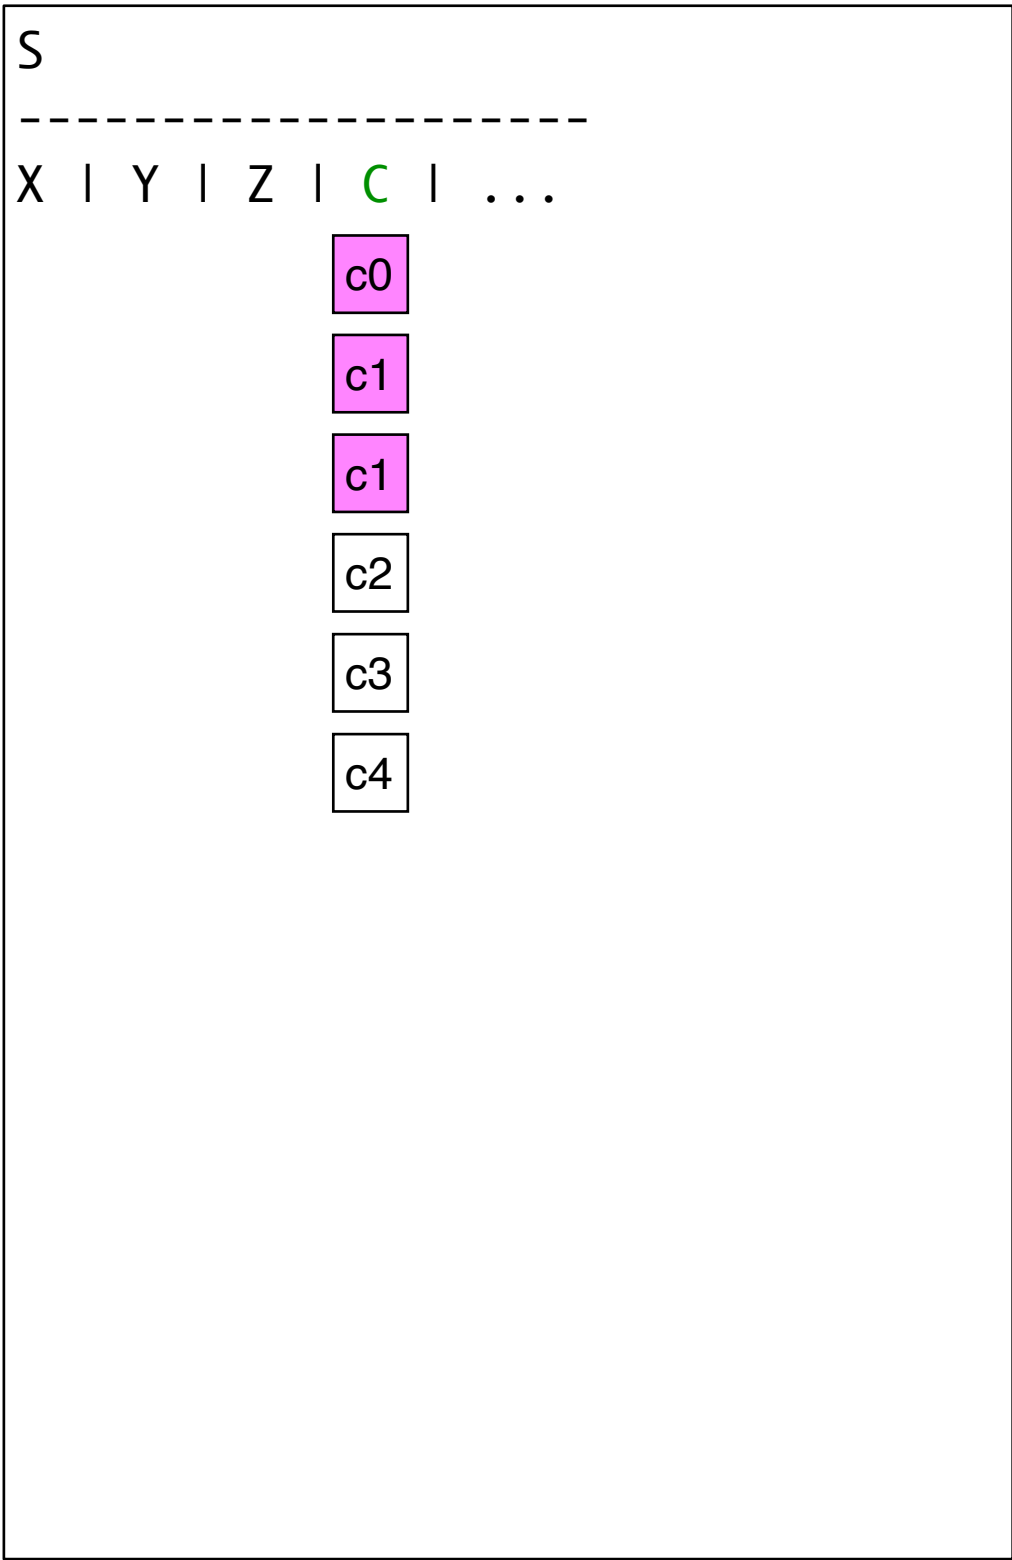 S
--------------------
X | Y | Z | C | ...
c0
c1
c1
c2
c3
c4